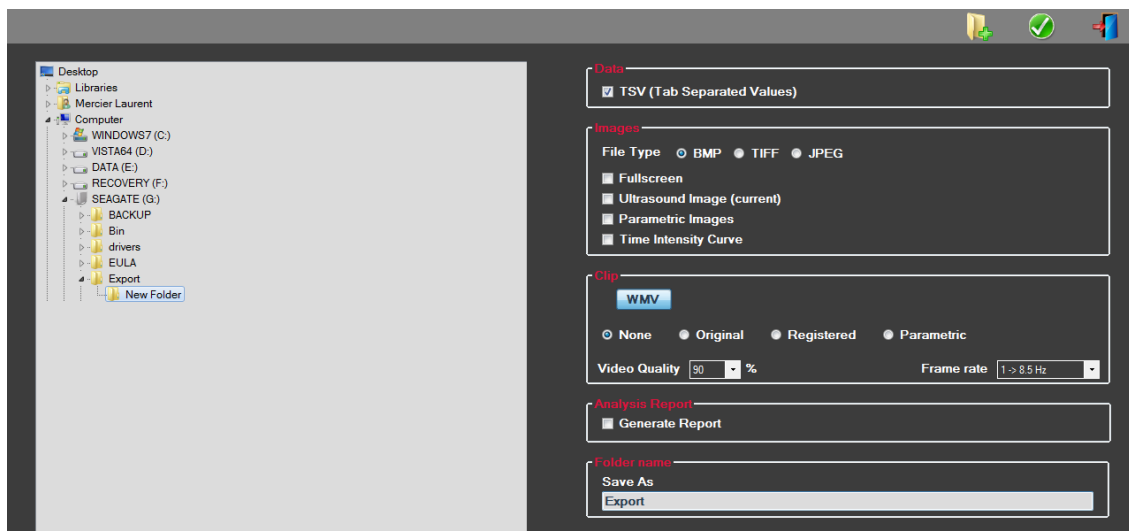 Desktop
Libraries
Mercier Laurent
Computer
WINDOWS7 (C:)
VISTA64 (D:)
DATA (E:)
RECOVERY (F:)
SEAGATE (G:)
BACKUP
Bin
drivers
EULA
Export
New Folder
Data
TSV (Tab Separated Values)
Images
File Type BMP TIFF JPEG
Fullscreen
Ultrasound Image (current)
Parametric Images
Time Intensity Curve
Clip
WMV
None Original Registered Parametric
Video Quality 90 % Frame rate 1 -> 8.5 Hz
Analysis Report
Generate Report
Folder name
Save As
Export